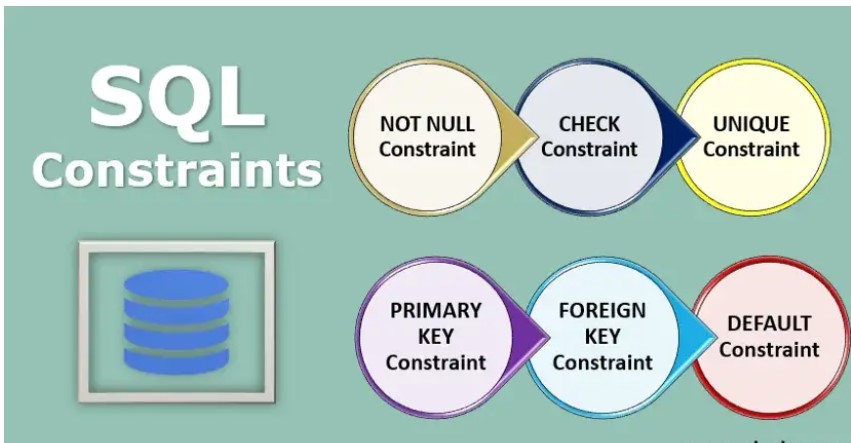 SQL
Constraints
NOT NULL
Constraint
CHECK
Constraint
UNIQUE
Constraint
PRIMARY
KEY
Constraint
FOREIGN
KEY
Constraint
DEFAULT
Constraint